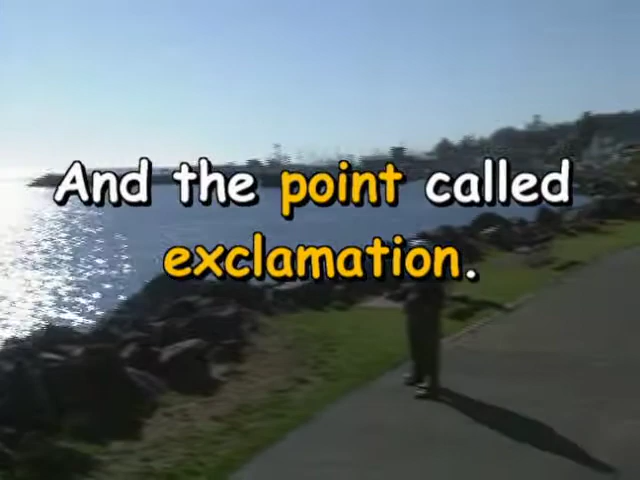 And the point called
exclamation.